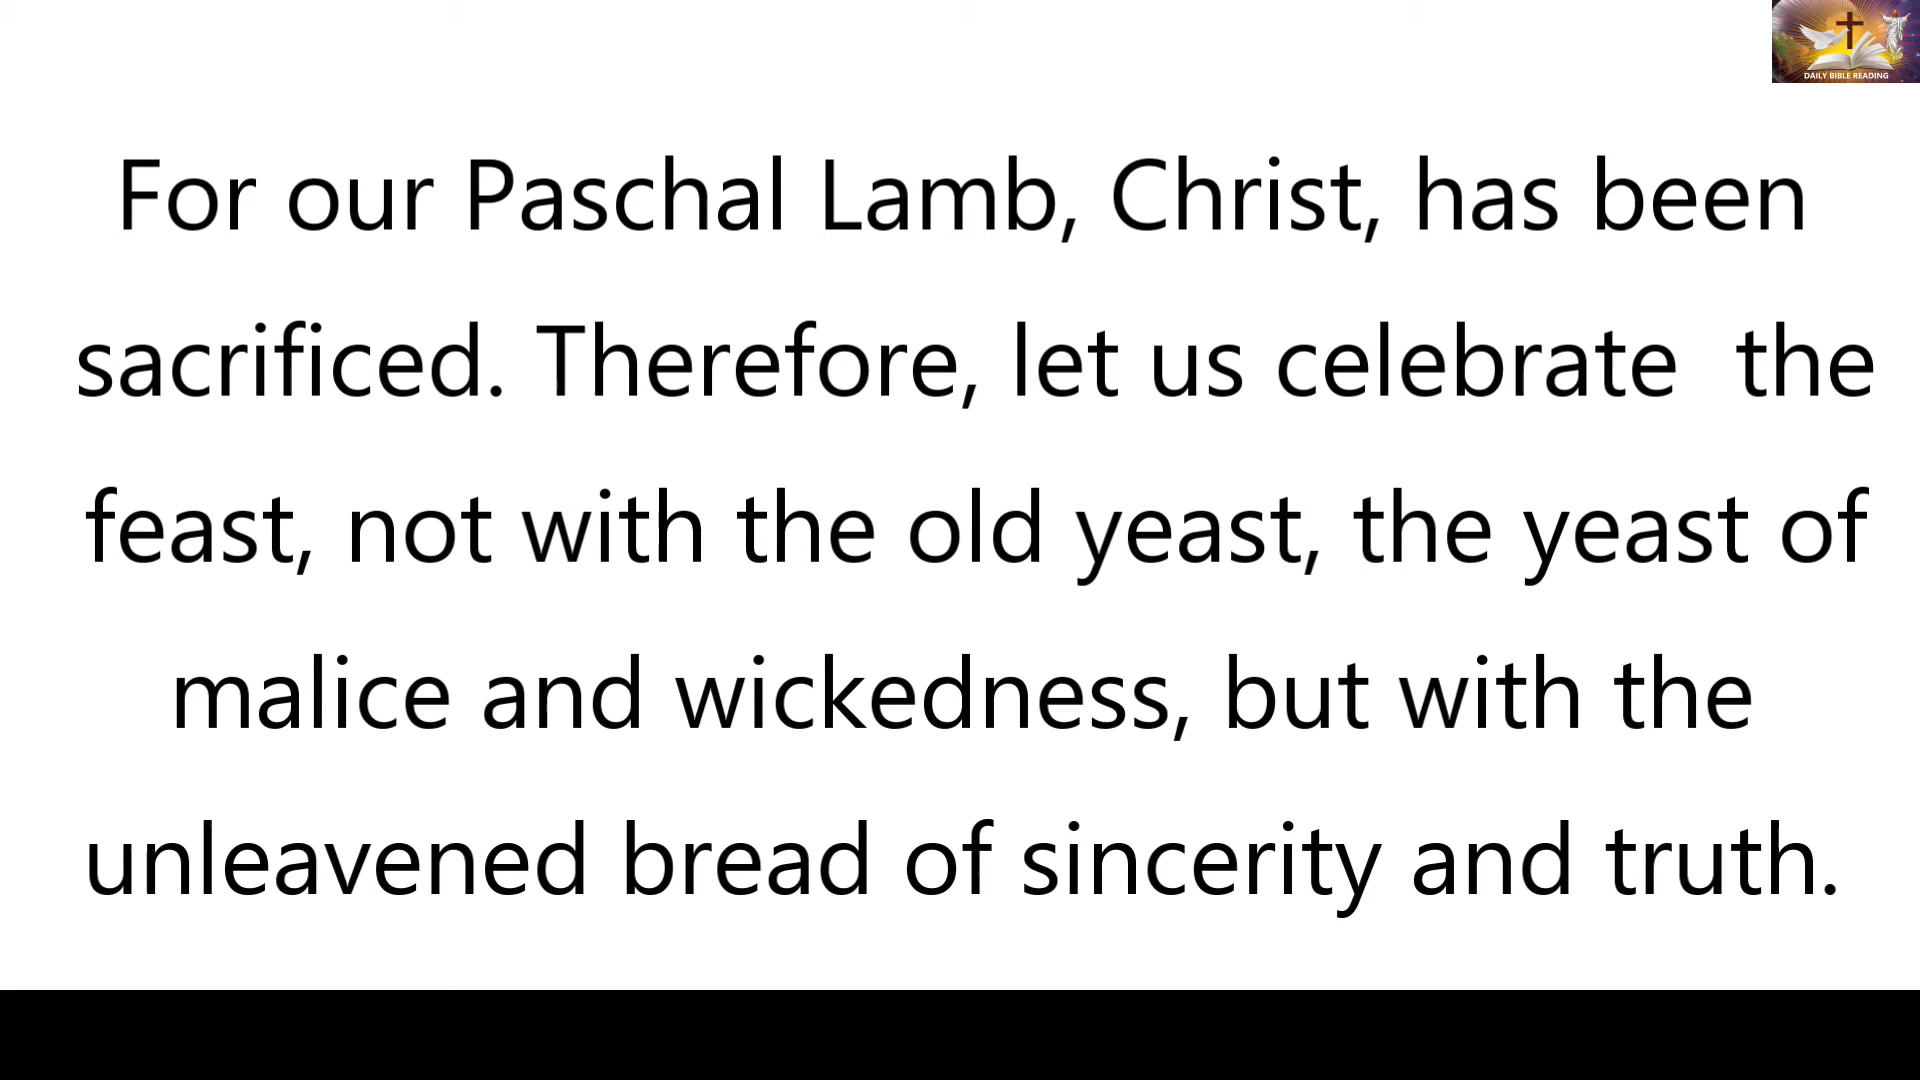 DAILY BIBLE READING
For our Paschal Lamb, Christ, has been
sacrificed. Therefore, let us celebrate  the
feast, not with the old yeast, the yeast of
malice and wickedness, but with the
unleavened bread of sincerity and truth.